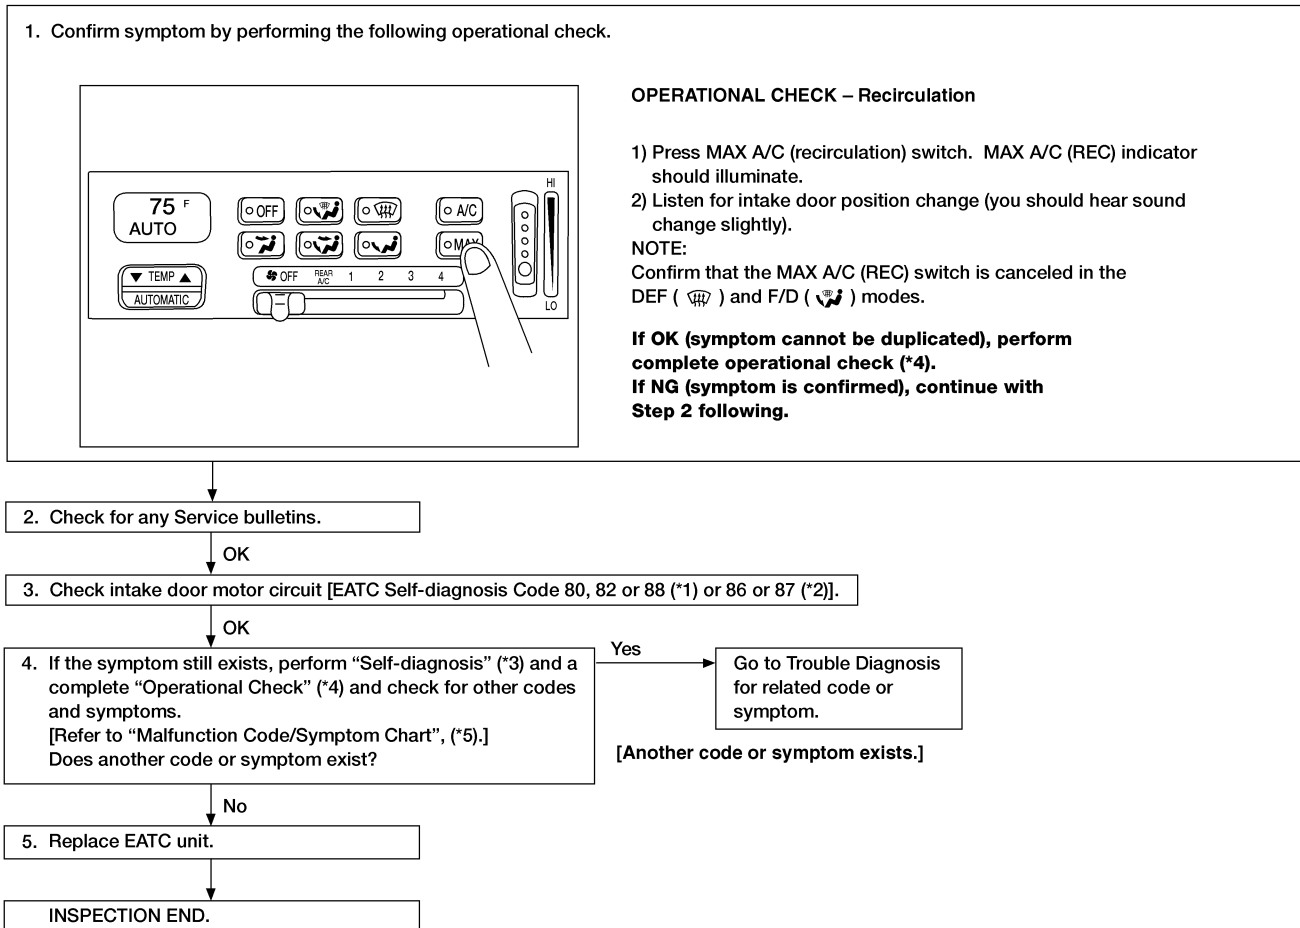 1. Confirm symptom by performing the following operational check.
75 F
AUTO
▼ TEMP ▲
AUTOMATIC
OFF
A/C
MAX
OFF REAR A/C 1 2 3 4
HI
LO
OPERATIONAL CHECK – Recirculation
1) Press MAX A/C (recirculation) switch. MAX A/C (REC) indicator
should illuminate.
2) Listen for intake door position change (you should hear sound
change slightly).
NOTE:
Confirm that the MAX A/C (REC) switch is canceled in the
DEF ( ) and F/D ( ) modes.
If OK (symptom cannot be duplicated), perform
complete operational check (*4).
If NG (symptom is confirmed), continue with
Step 2 following.
2. Check for any Service bulletins.
OK
3. Check intake door motor circuit [EATC Self-diagnosis Code 80, 82 or 88 (*1) or 86 or 87 (*2)].
OK
4. If the symptom still exists, perform “Self-diagnosis” (*3) and a
complete “Operational Check” (*4) and check for other codes
and symptoms.
[Refer to “Malfunction Code/Symptom Chart”, (*5).]
Does another code or symptom exist?
Yes
Go to Trouble Diagnosis
for related code or
symptom.
[Another code or symptom exists.]
No
5. Replace EATC unit.
INSPECTION END.